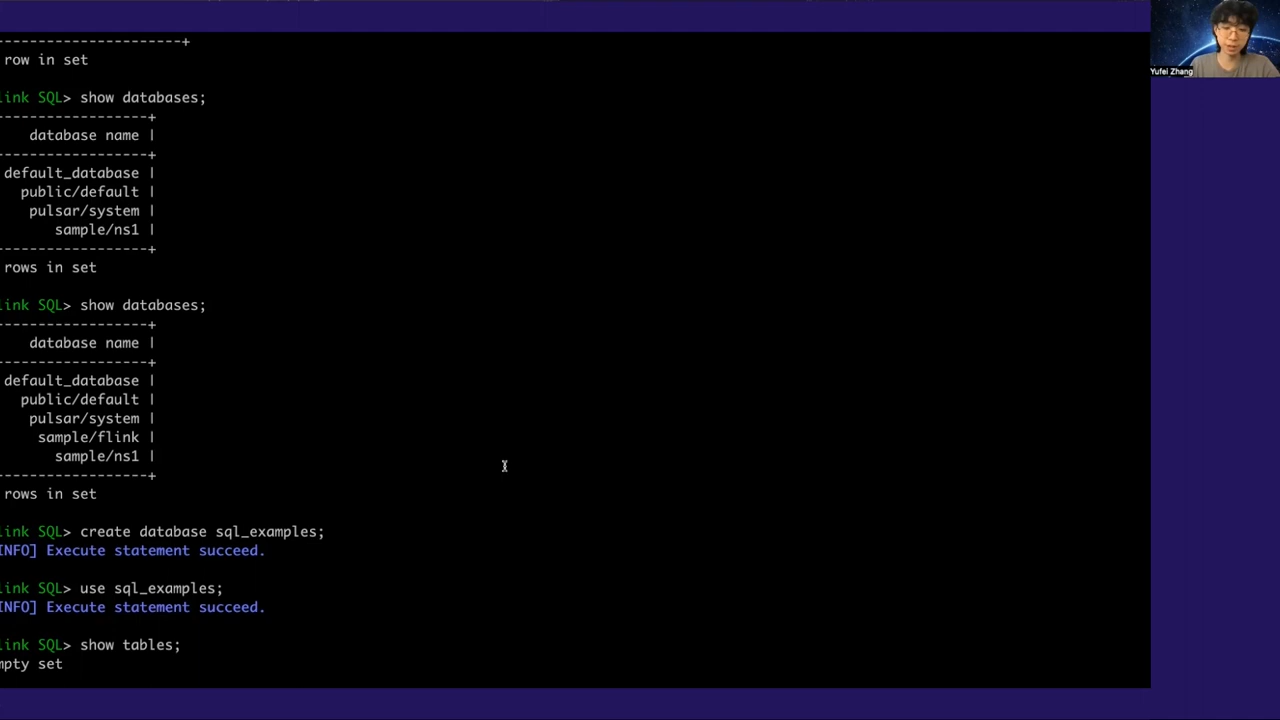 ----------------------+
row in set
link SQL> show databases;
------------------+
database name |
------------------+
default_database |
public/default |
pulsar/system |
sample/ns1 |
------------------+
rows in set
link SQL> show databases;
------------------+
database name |
------------------+
default_database |
public/default |
pulsar/system |
sample/flink |
sample/ns1 |
------------------+
rows in set
link SQL> create database sql_examples;
INFO] Execute statement succeed.
link SQL> use sql_examples;
INFO] Execute statement succeed.
link SQL> show tables;
mpty set
Yufei Zhang